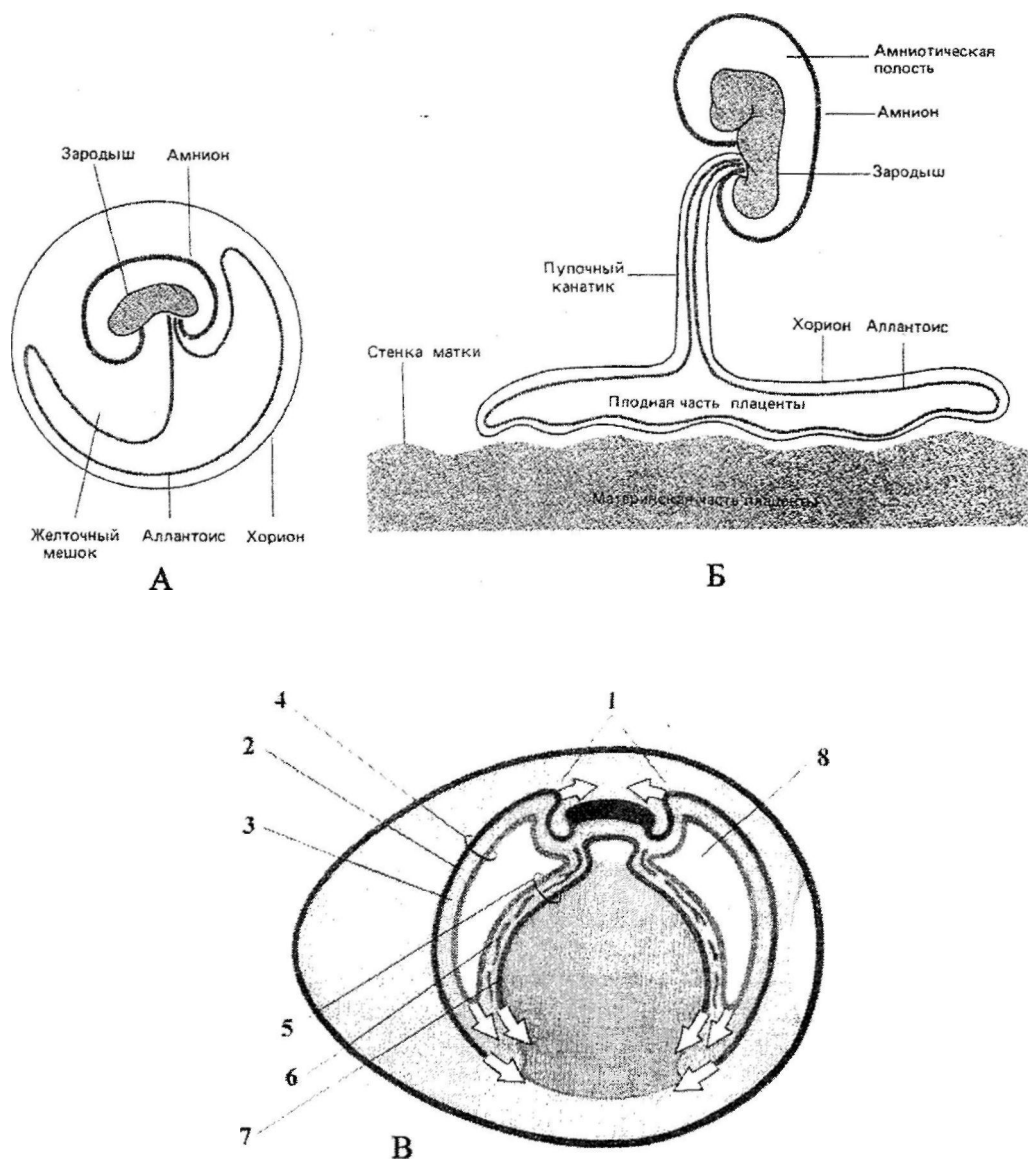 Зародыш
Амнион
Желточный
мешок
Аллантоис
Хорион
А
Амниотическая
полость
Амнион
Зародыш
Пупочный
канатик
Хорион
Аллантоис
Стенка матки
Плодная часть плаценты
Материнская часть плаценты
Б
4
1
2
8
3
5
6
7
В